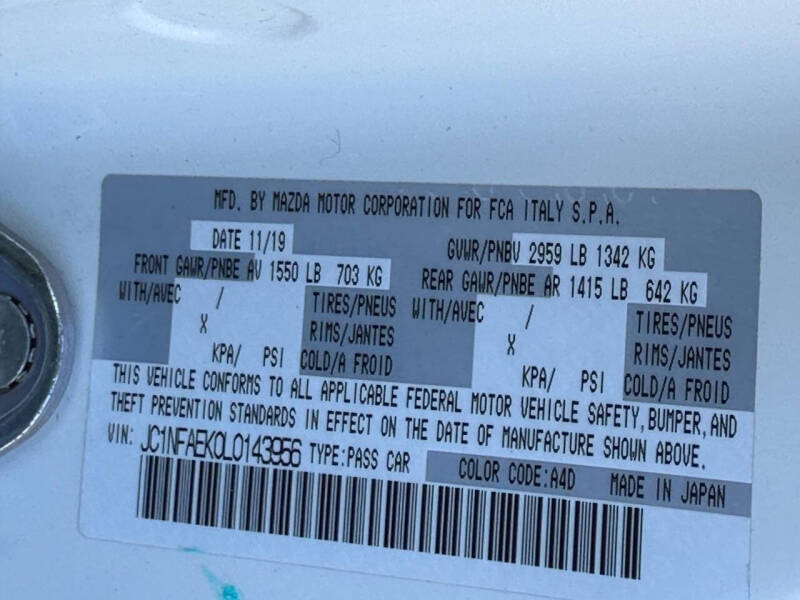 MFD. BY MAZDA MOTOR CORPORATION FOR FCA ITALY S.P.A.
DATE 11/19 GVWR/PNBV 2959 LB 1342 KG
FRONT GAWR/PNBE AV 1550 LB 703 KG REAR GAWR/PNBE AR 1415 LB 642 KG
WITH/AVEC / TIRES/PNEUS WITH/AVEC / TIRES/PNEUS
X RIMS/JANTES X RIMS/JANTES
KPA/ PSI COLD/A FROID KPA/ PSI COLD/A FROID
THIS VEHICLE CONFORMS TO ALL APPLICABLE FEDERAL MOTOR VEHICLE SAFETY, BUMPER, AND
THEFT PREVENTION STANDARDS IN EFFECT ON THE DATE OF MANUFACTURE SHOWN ABOVE.
VIN: JC1NFAEK0L0143956 TYPE:PASS CAR COLOR CODE:A4D MADE IN JAPAN